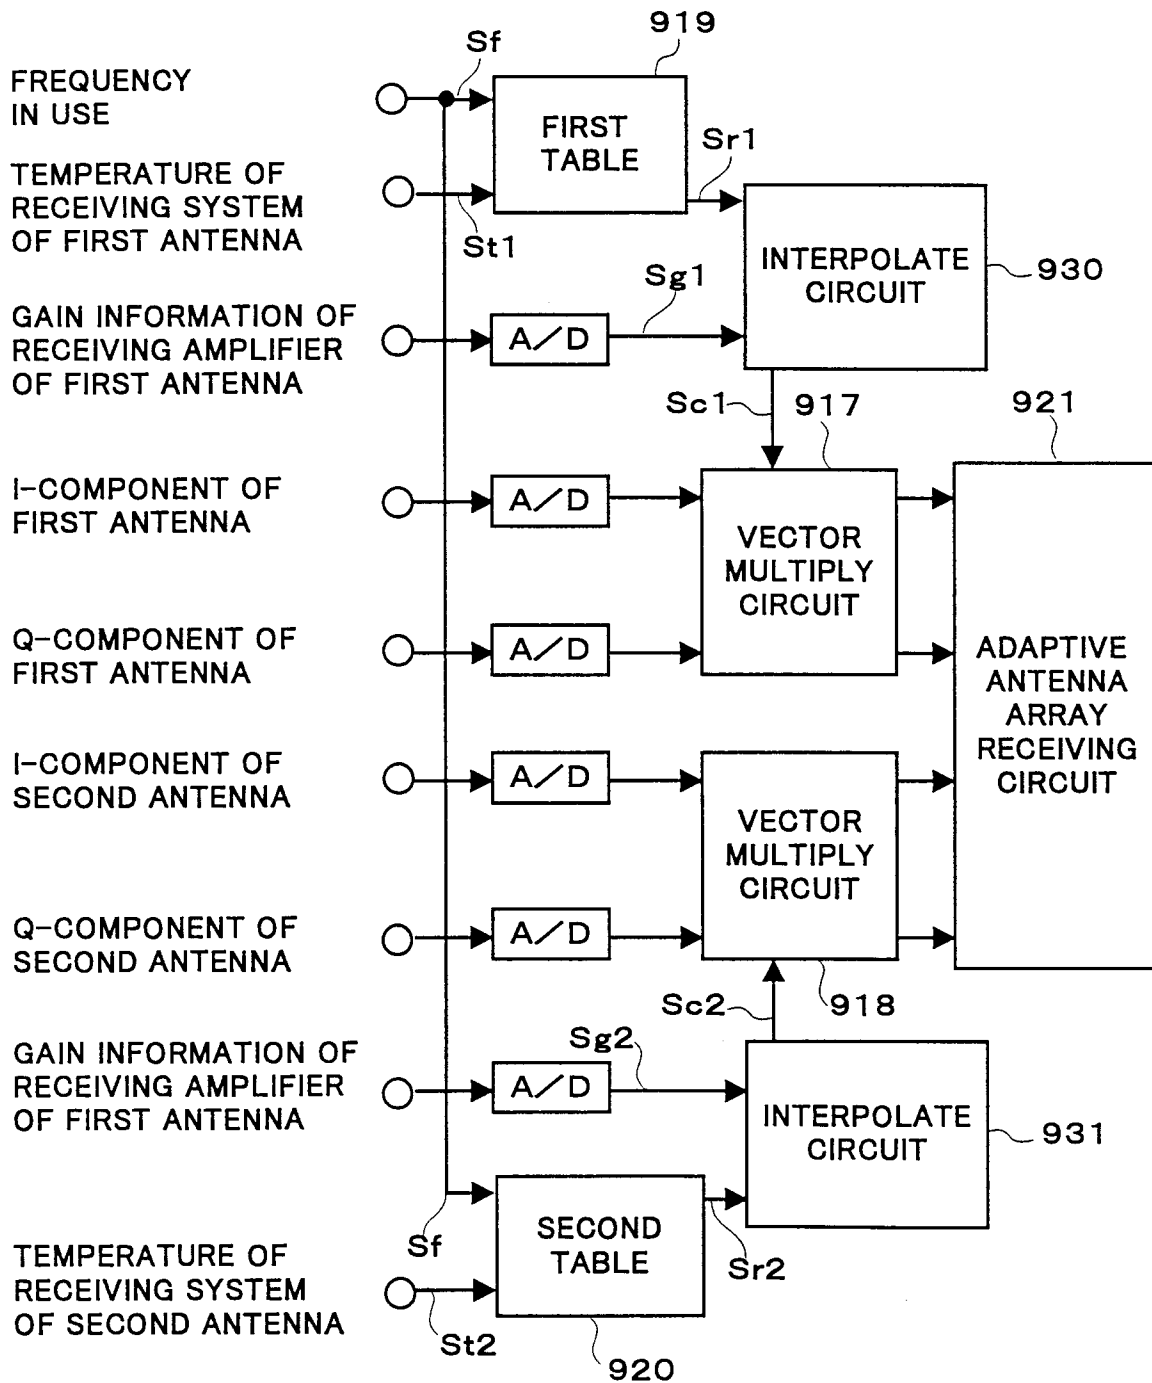 919
Sf
FREQUENCY
IN USE
FIRST
TABLE
Sr1
TEMPERATURE OF
RECEIVING SYSTEM
OF FIRST ANTENNA
St1
INTERPOLATE
CIRCUIT
930
Sg1
GAIN INFORMATION OF
RECEIVING AMPLIFIER
OF FIRST ANTENNA
A/D
Sc1
917
921
I-COMPONENT OF
FIRST ANTENNA
A/D
VECTOR
MULTIPLY
CIRCUIT
Q-COMPONENT OF
FIRST ANTENNA
A/D
ADAPTIVE
ANTENNA
ARRAY
RECEIVING
CIRCUIT
I-COMPONENT OF
SECOND ANTENNA
A/D
VECTOR
MULTIPLY
CIRCUIT
Q-COMPONENT OF
SECOND ANTENNA
A/D
Sc2
918
Sg2
GAIN INFORMATION OF
RECEIVING AMPLIFIER
OF FIRST ANTENNA
A/D
INTERPOLATE
CIRCUIT
931
Sf
SECOND
TABLE
Sr2
TEMPERATURE OF
RECEIVING SYSTEM
OF SECOND ANTENNA
St2
920